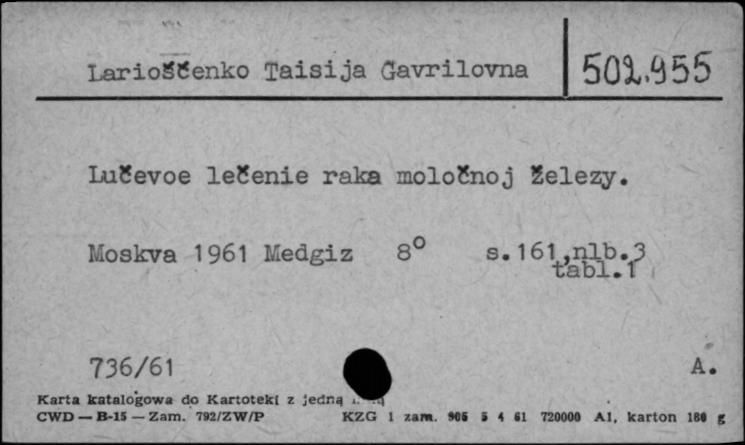 Larioščenko Taisija Gavrilovna
502.955
Lučevoe lečenie raka moločnoj železy.
Moskva 1961 Medgiz 8° s.161,nlb.3
tabl.1
736/61
A.
Karta katalogowa do Kartoteki z jedną
CWD — B-15 — Zam. 792/ZW/P KZG 1 zam. 905 5 4 61 720000 A1, karton 180 g